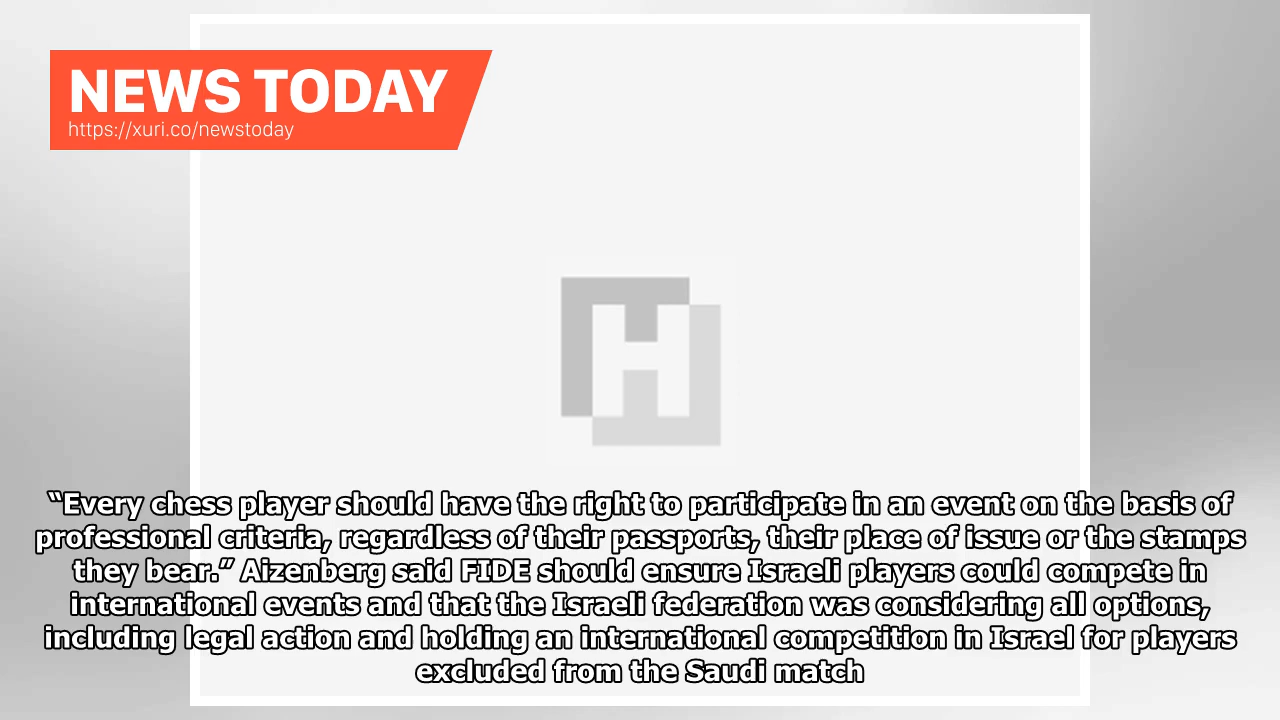 NEWS TODAY
https://xuri.co/newstoday
H
“Every chess player should have the right to participate in an event on the basis of
professional criteria, regardless of their passports, their place of issue or the stamps
they bear.” Aizenberg said FIDE should ensure Israeli players could compete in
international events and that the Israeli federation was considering all options,
including legal action and holding an international competition in Israel for players
excluded from the Saudi match